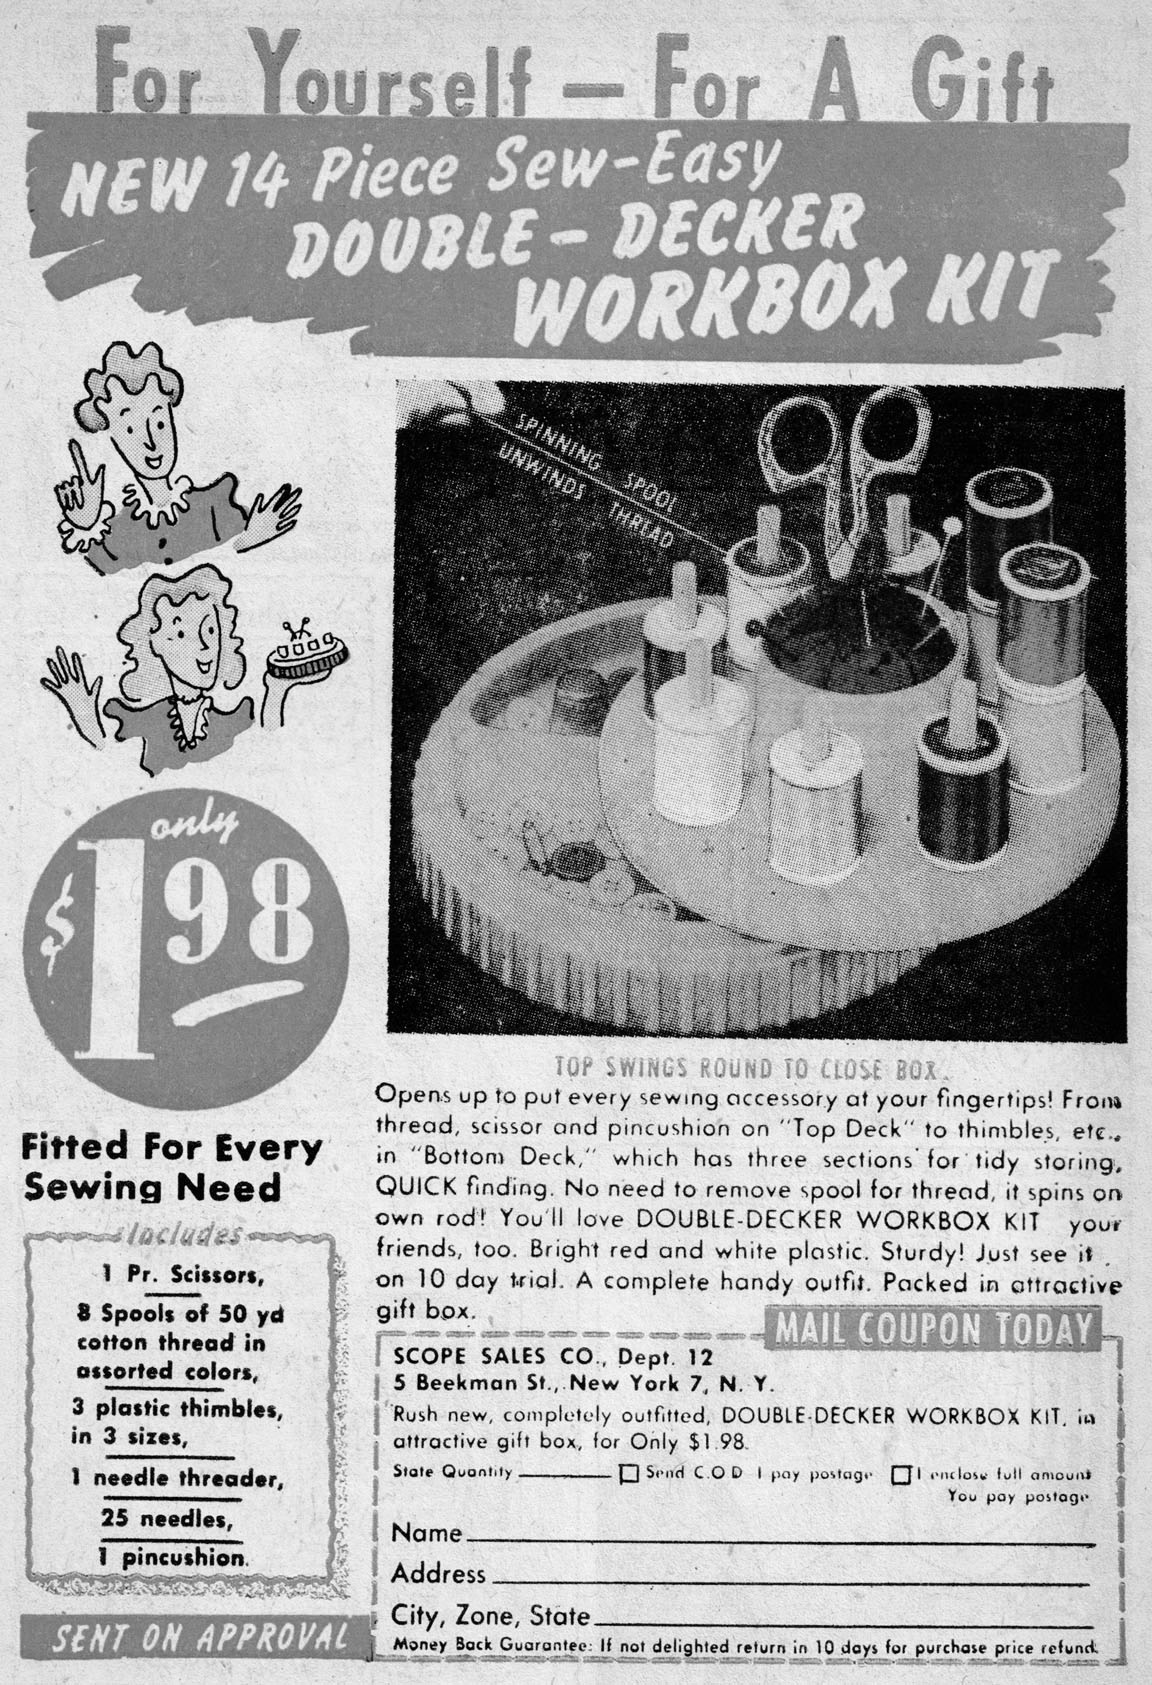 For Yourself — For A Gift
NEW 14 Piece Sew-Easy
DOUBLE - DECKER
WORKBOX KIT
SPINNING SPOOL
UNWINDS THREAD
only
$1.98
TOP SWINGS ROUND TO CLOSE BOX.
Opens up to put every sewing accessory at your fingertips! From
thread, scissor and pincushion on "Top Deck" to thimbles, etc.,
in "Bottom Deck," which has three sections for tidy storing,
QUICK finding. No need to remove spool for thread, it spins on
own rod! You'll love DOUBLE-DECKER WORKBOX KIT your
friends, too. Bright red and white plastic. Sturdy! Just see it
on 10 day trial. A complete handy outfit. Packed in attractive
gift box.
Fitted For Every
Sewing Need
Includes
1 Pr. Scissors,
8 Spools of 50 yd
cotton thread in
assorted colors,
3 plastic thimbles,
in 3 sizes,
1 needle threader,
25 needles,
1 pincushion.
SENT ON APPROVAL
MAIL COUPON TODAY
SCOPE SALES CO., Dept. 12
5 Beekman St., New York 7, N. Y.
Rush new, completely outfitted, DOUBLE-DECKER WORKBOX KIT, in
attractive gift box, for Only $1.98.
State Quantity Send C.O.D I pay postage I enclose full amount
You pay postage
Name
Address
City, Zone, State
Money Back Guarantee: If not delighted return in 10 days for purchase price refund.